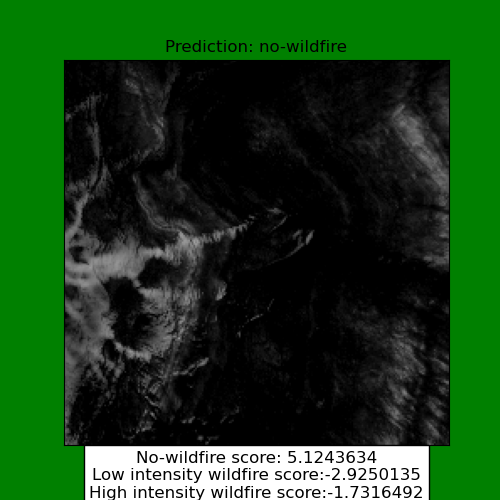 Prediction: no-wildfire
No-wildfire score: 5.1243634
Low intensity wildfire score:-2.9250135
High intensity wildfire score:-1.7316492